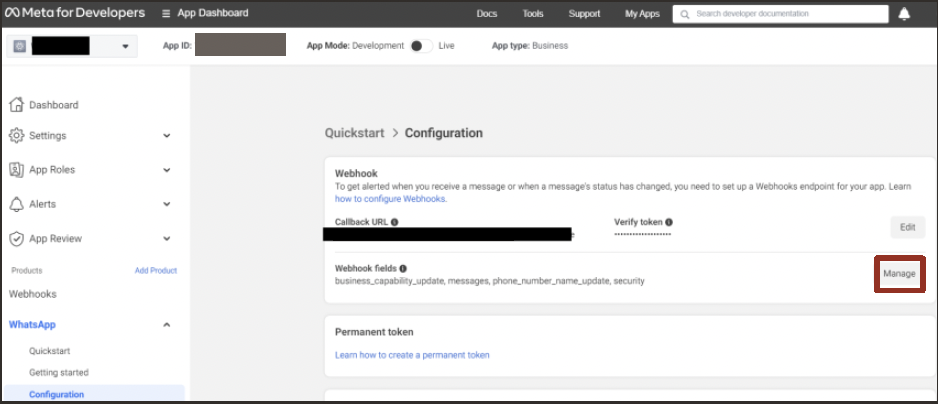 Meta for Developers
App Dashboard
Docs
Tools
Support
My Apps
Search developer documentation
App ID:
App Mode: Development
Live
App type: Business
Dashboard
Settings
App Roles
Alerts
App Review
Products
Add Product
Webhooks
WhatsApp
Quickstart
Getting started
Configuration
Quickstart > Configuration
Webhook
To get alerted when you receive a message or when a message's status has changed, you need to set up a Webhooks endpoint for your app. Learn
how to configure Webhooks.
Callback URL
Verify token
Edit
Webhook fields
business_capability_update, messages, phone_number_name_update, security
Manage
Permanent token
Learn how to create a permanent token